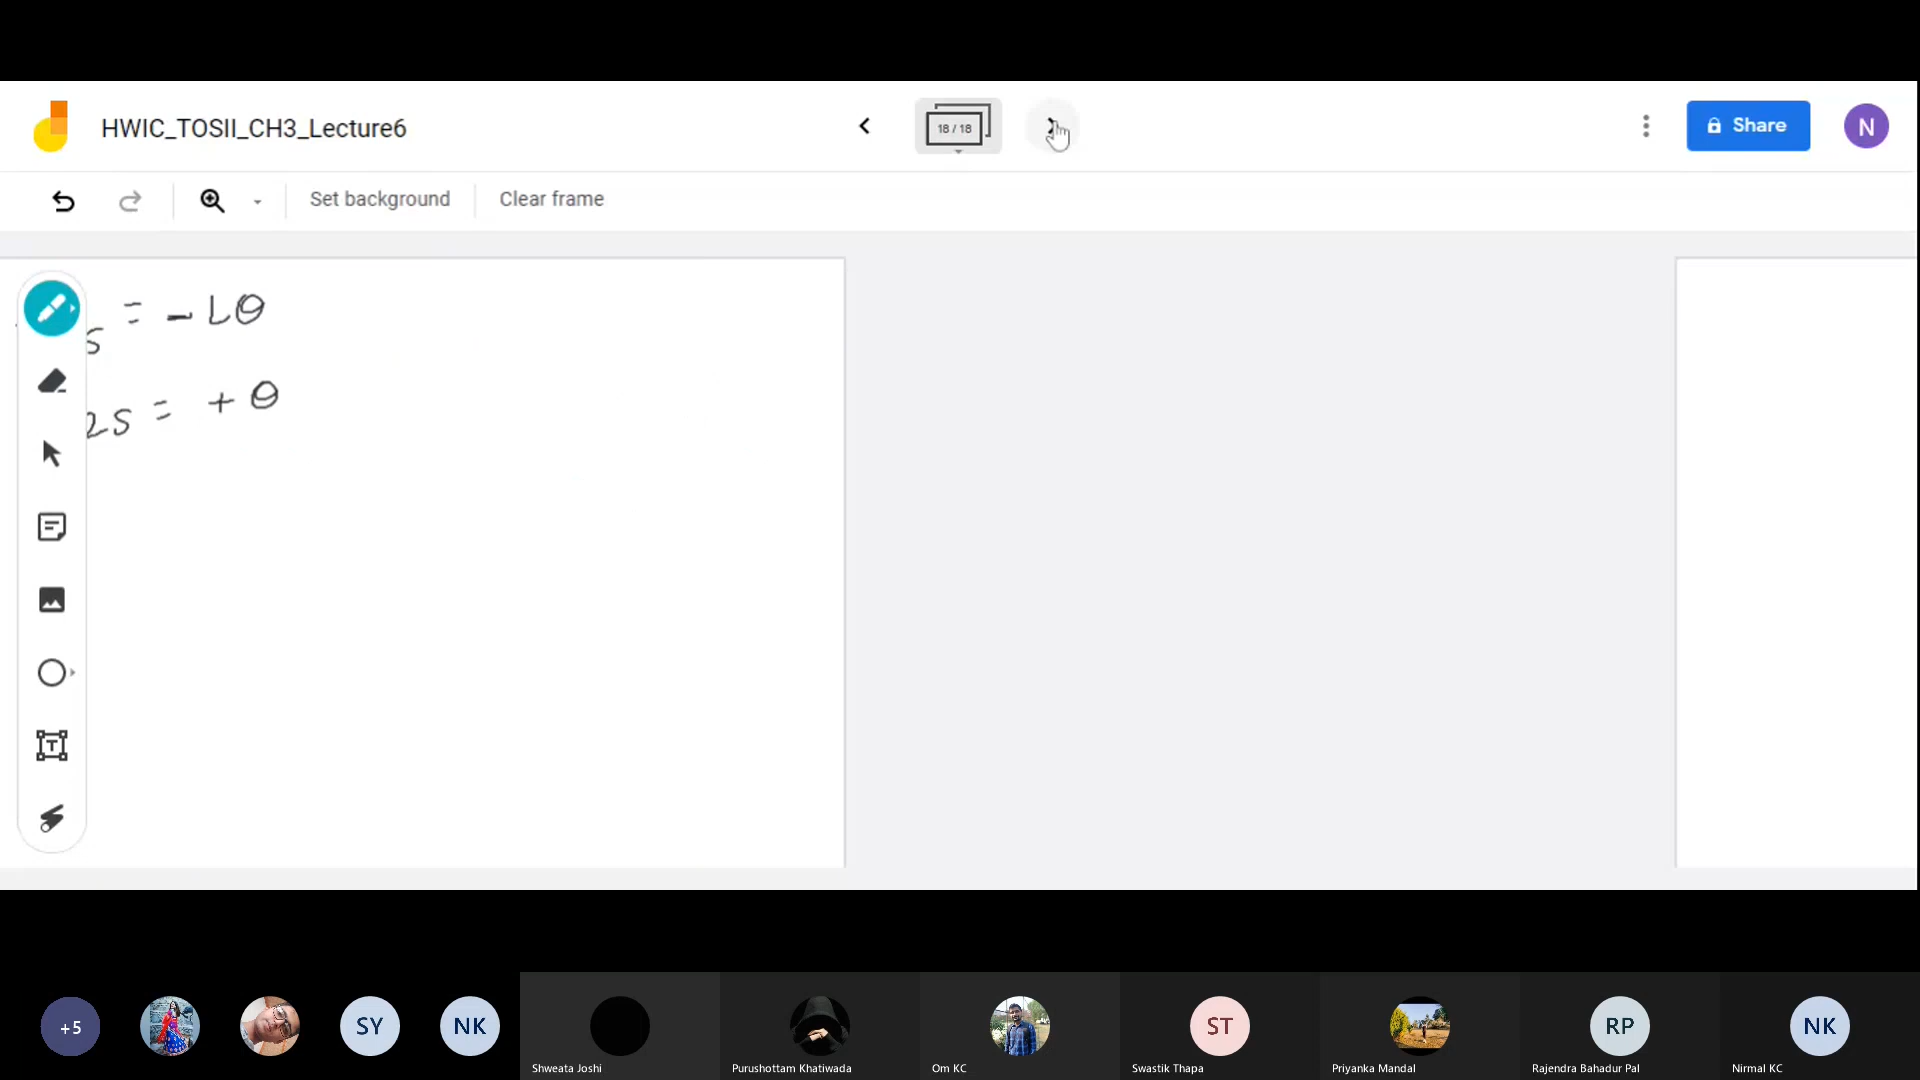 HWIC_TOSII_CH3_Lecture6
18 / 18
Share
N
Set background
Clear frame
s = - Lθ
2s = + θ
T
+5
SY
NK
ST
RP
NK
Shweata Joshi
Purushottam Khatiwada
Om KC
Swastik Thapa
Priyanka Mandal
Rajendra Bahadur Pal
Nirmal KC